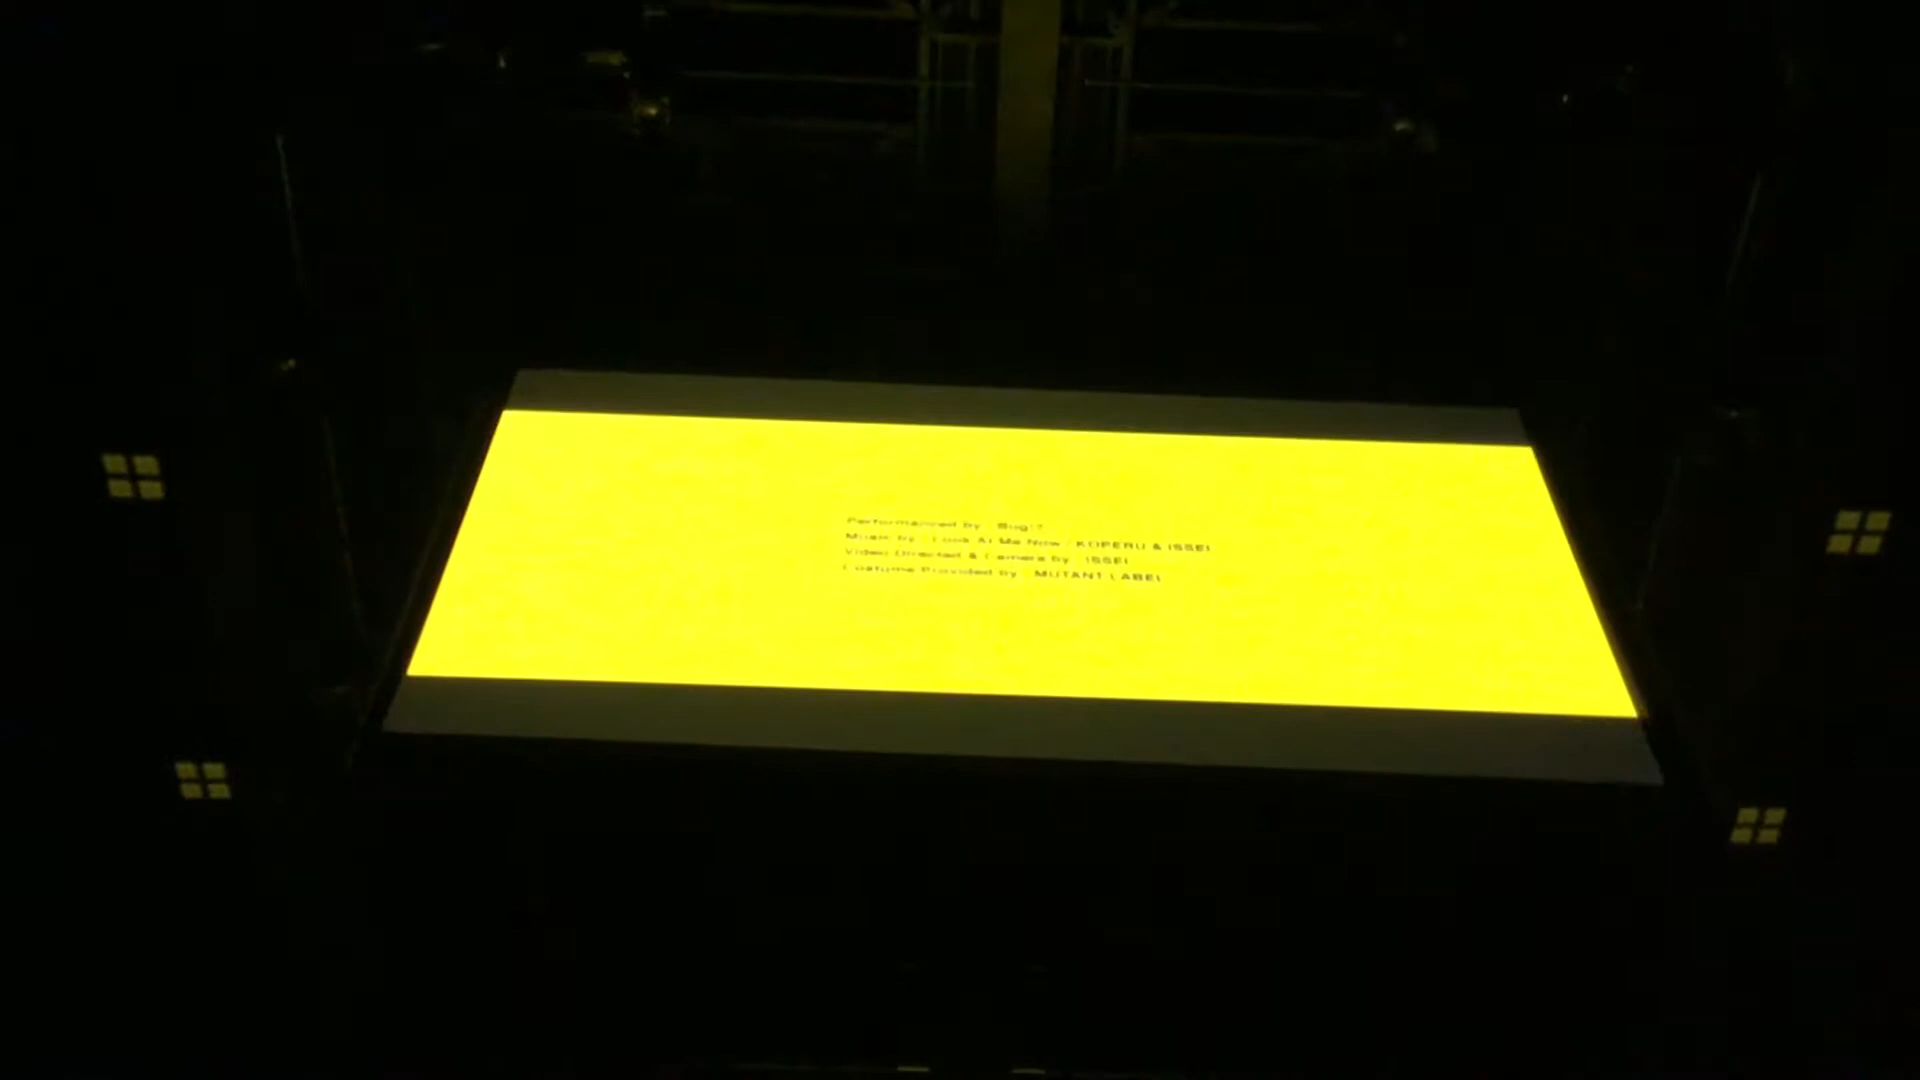 Performanced by : Bug!?
Music by : Look At Me Now / KOPERU & ISSEI
Video Directed & Camera by : ISSEI
Costume Provided by : MUTANT LABEL